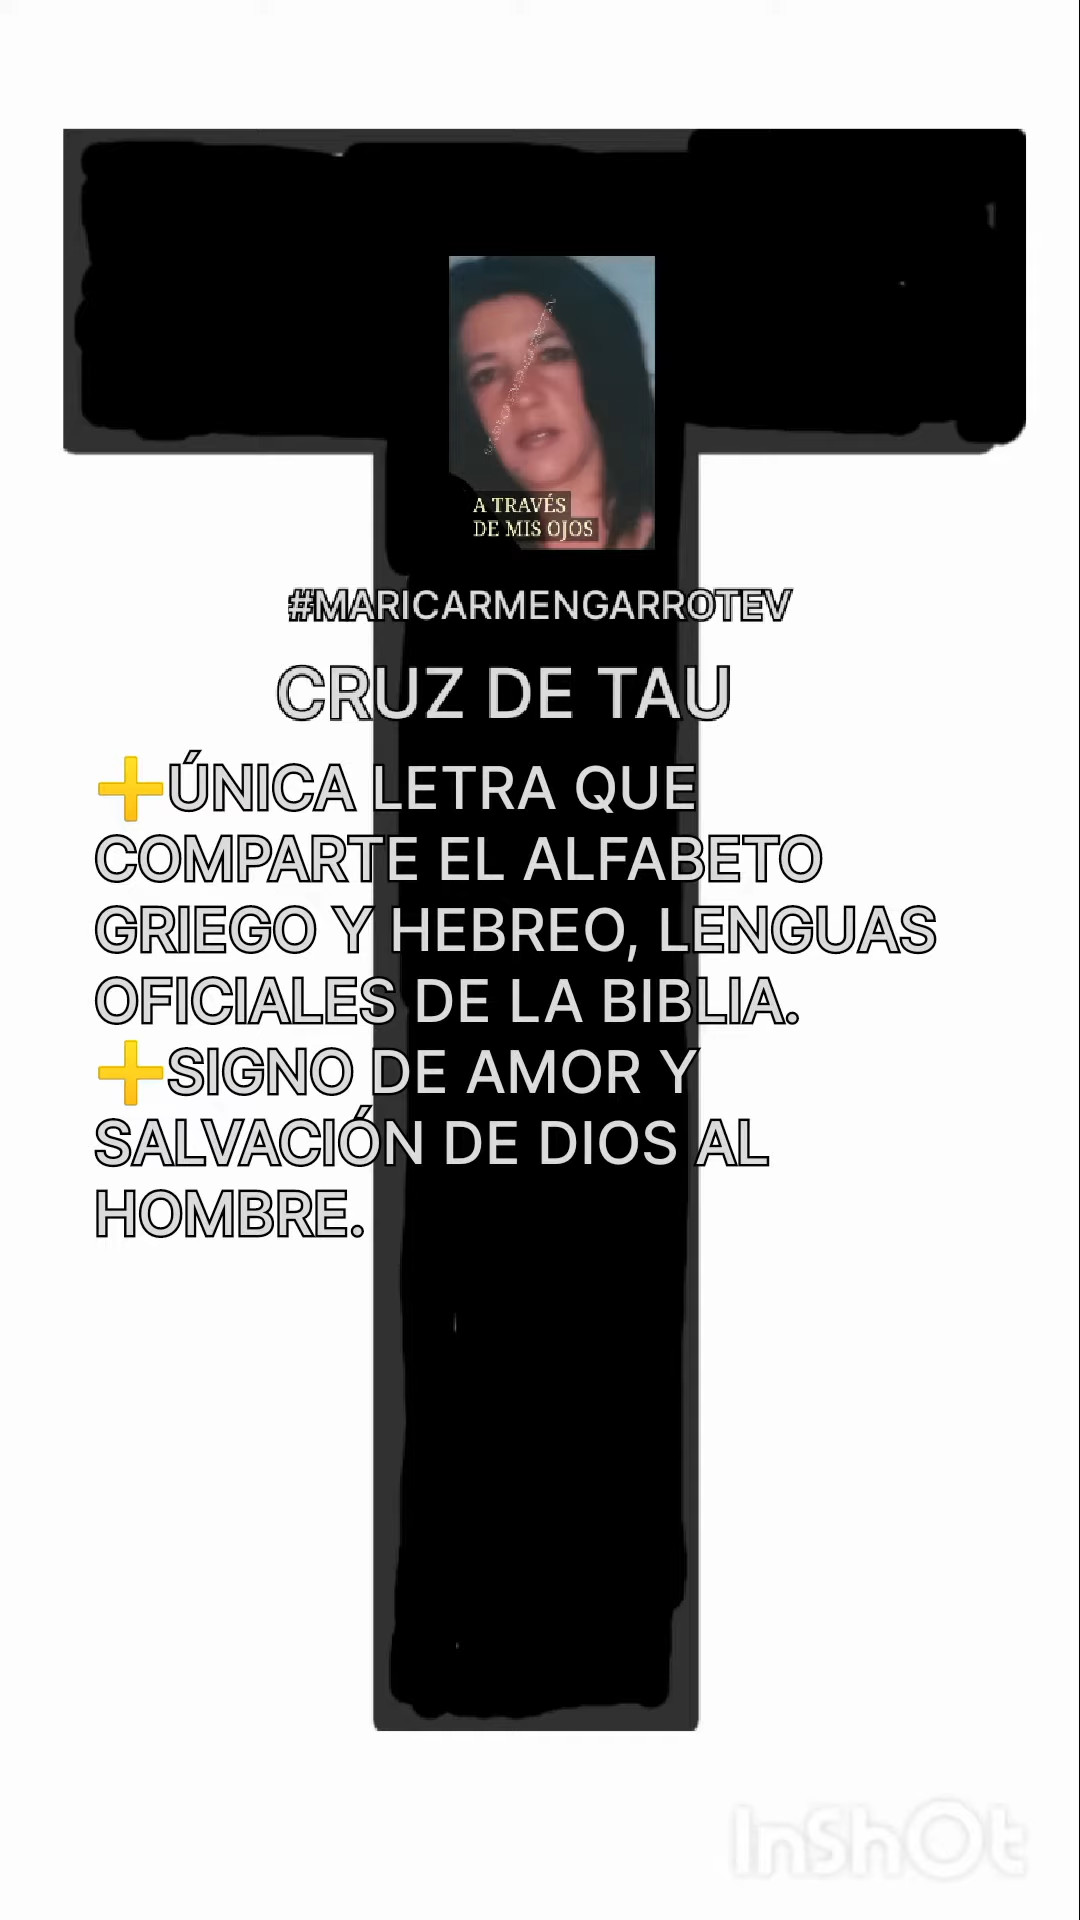 1
A TRAVÉS
DE MIS OJOS
#MARICARMENGARROTEV
CRUZ DE TAU
➕ÚNICA LETRA QUE
COMPARTE EL ALFABETO
GRIEGO Y HEBREO, LENGUAS
OFICIALES DE LA BIBLIA.
➕SIGNO DE AMOR Y
SALVACIÓN DE DIOS AL
HOMBRE.
InShOt